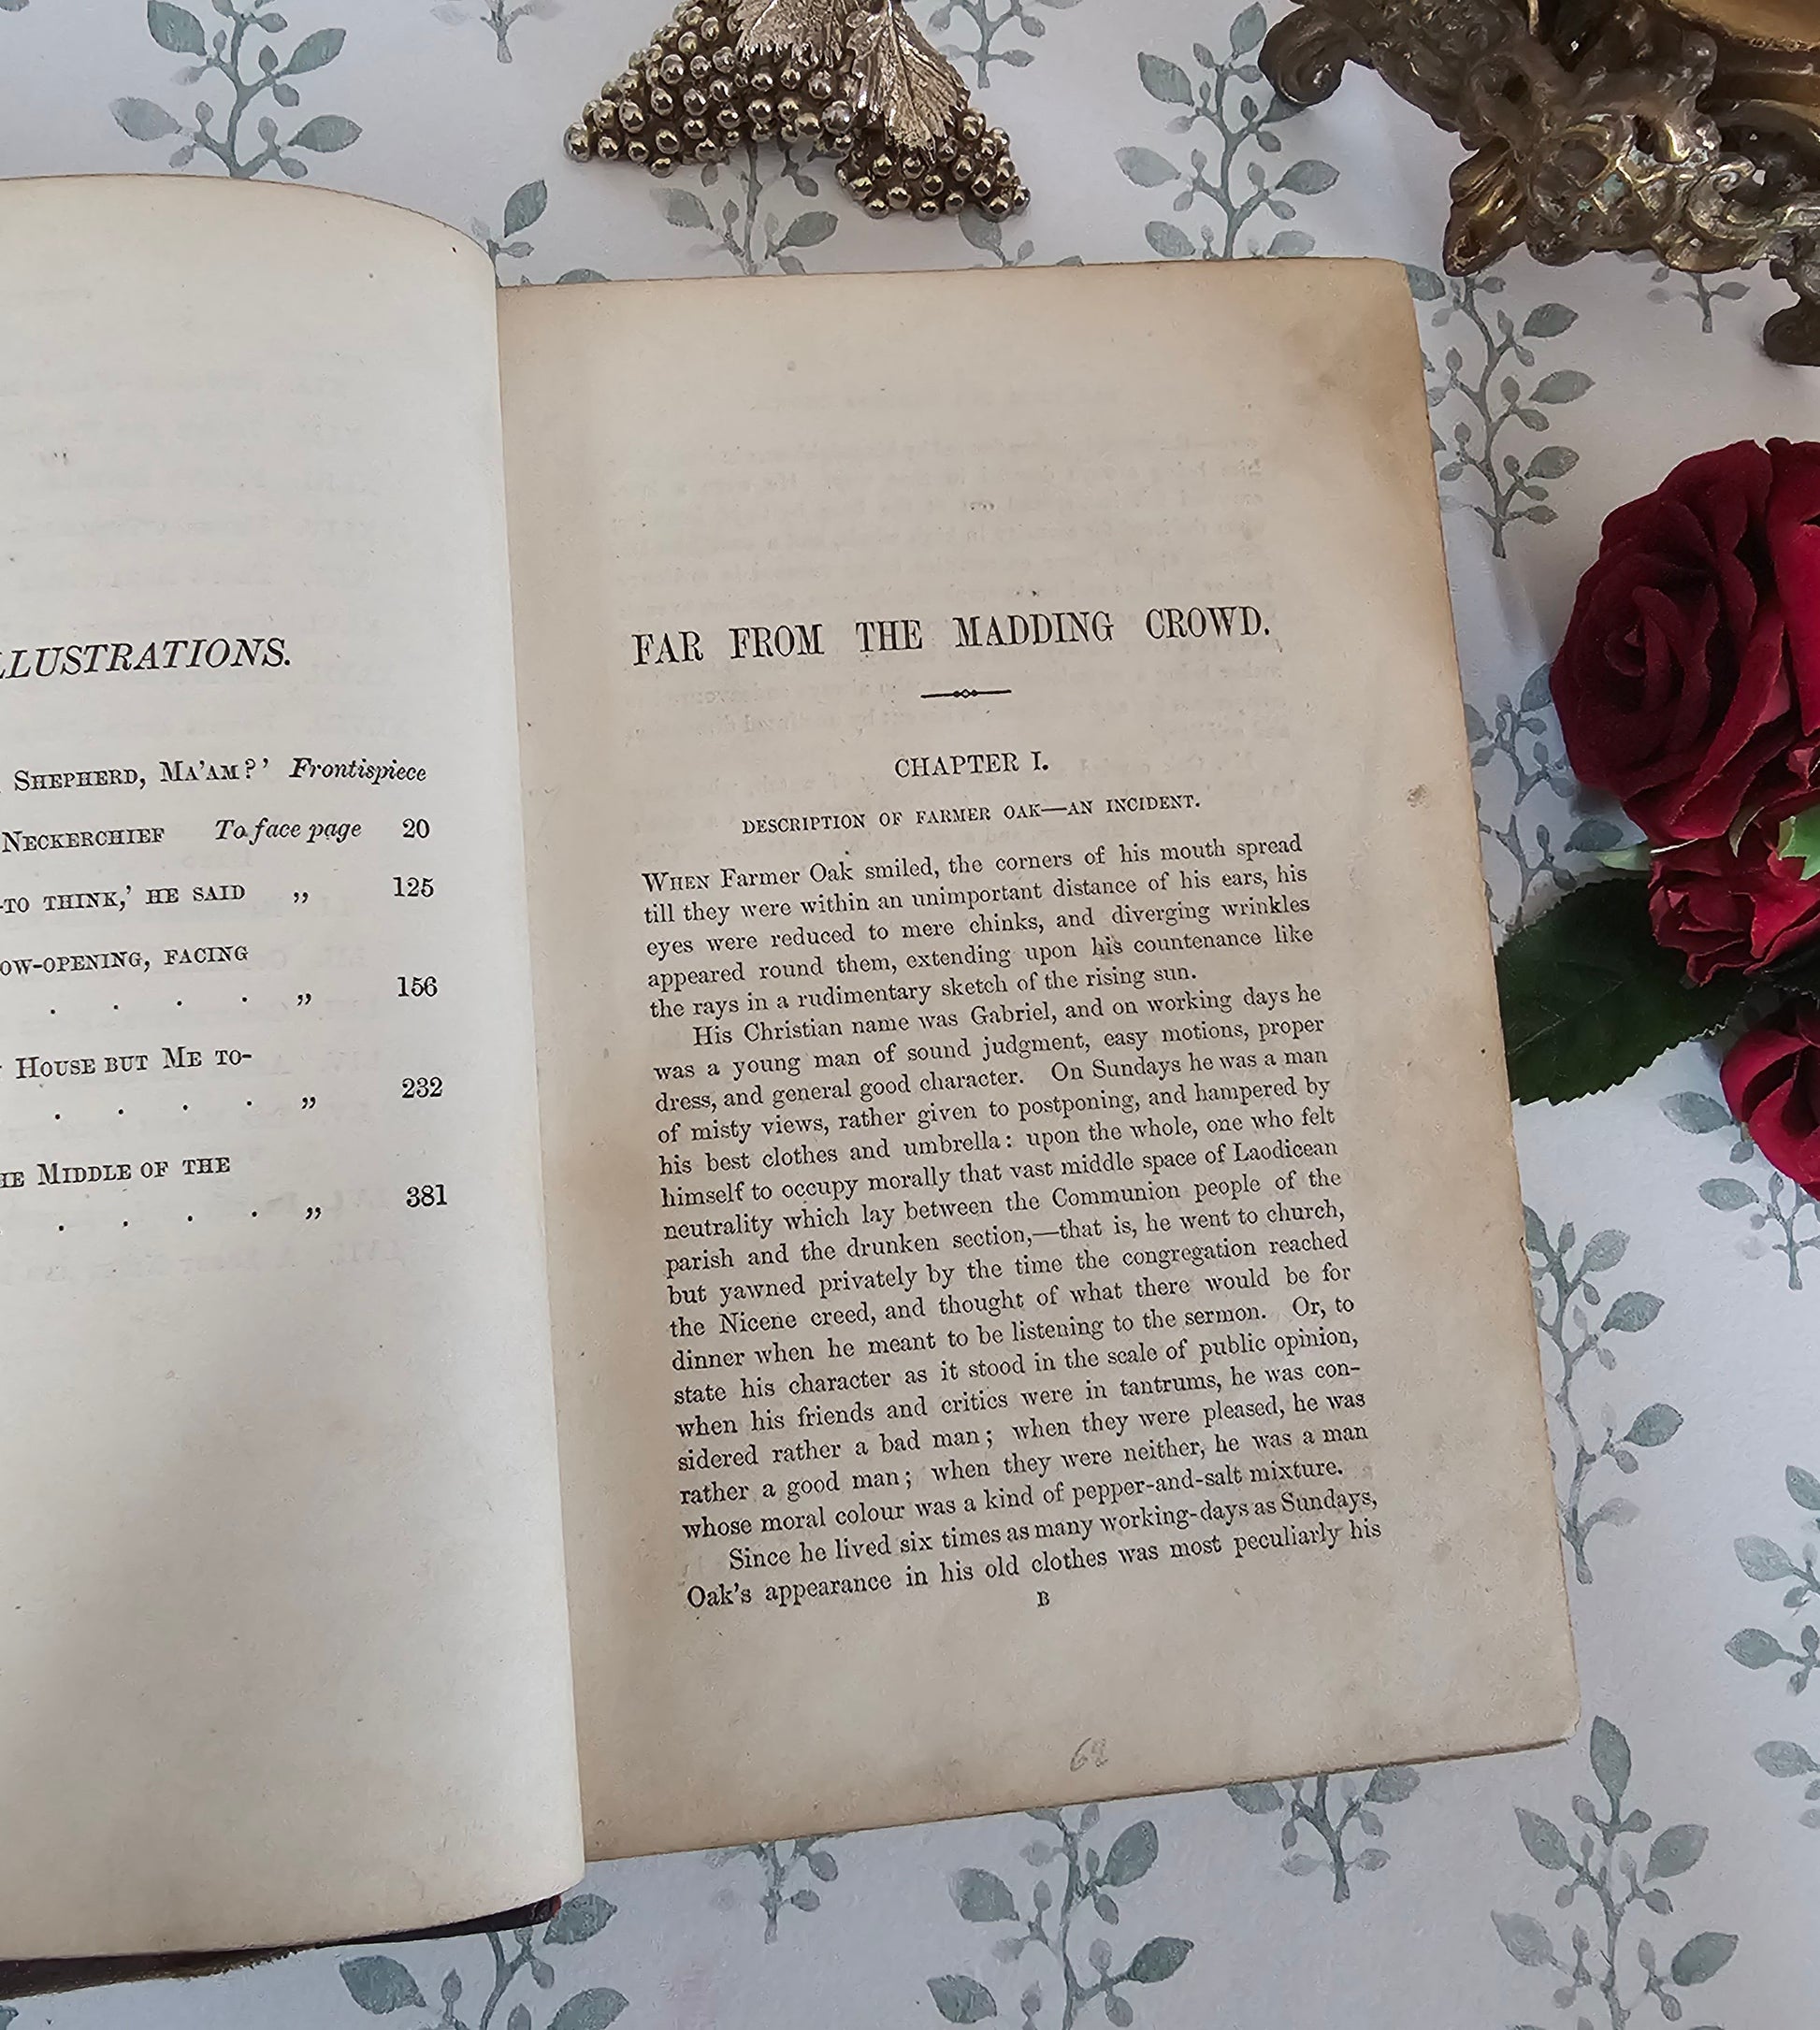 LLUSTRATIONS.
SHEPHERD, MA'AM?' Frontispiece
NECKERCHIEF To face page 20
-TO THINK,' HE SAID „ 125
OW-OPENING, FACING
. . . . „ 156
HOUSE BUT ME TO-
. . . . „ 232
HE MIDDLE OF THE
. . . . „ 381
FAR FROM THE MADDING CROWD.
CHAPTER I.
DESCRIPTION OF FARMER OAK—AN INCIDENT.
WHEN Farmer Oak smiled, the corners of his mouth spread
till they were within an unimportant distance of his ears, his
eyes were reduced to mere chinks, and diverging wrinkles
appeared round them, extending upon his countenance like
the rays in a rudimentary sketch of the rising sun.
His Christian name was Gabriel, and on working days he
was a young man of sound judgment, easy motions, proper
dress, and general good character. On Sundays he was a man
of misty views, rather given to postponing, and hampered by
his best clothes and umbrella: upon the whole, one who felt
himself to occupy morally that vast middle space of Laodicean
neutrality which lay between the Communion people of the
parish and the drunken section,—that is, he went to church,
but yawned privately by the time the congregation reached
the Nicene creed, and thought of what there would be for
dinner when he meant to be listening to the sermon. Or, to
state his character as it stood in the scale of public opinion,
when his friends and critics were in tantrums, he was con-
sidered rather a bad man; when they were pleased, he was
rather a good man; when they were neither, he was a man
whose moral colour was a kind of pepper-and-salt mixture.
Since he lived six times as many working-days as Sundays,
Oak's appearance in his old clothes was most peculiarly his
B